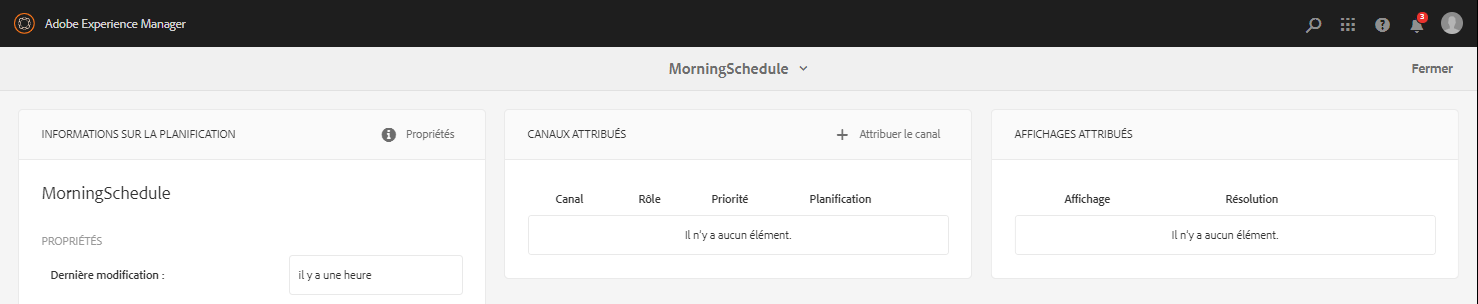 Adobe Experience Manager
3
MorningSchedule
Fermer
INFORMATIONS SUR LA PLANIFICATION
Propriétés
MorningSchedule
PROPRIÉTÉS
Dernière modification :
il y a une heure
CANAUX ATTRIBUÉS
Attribuer le canal
Canal Rôle Priorité Planification
Il n'y a aucun élément.
AFFICHAGES ATTRIBUÉS
Affichage Résolution
Il n'y a aucun élément.